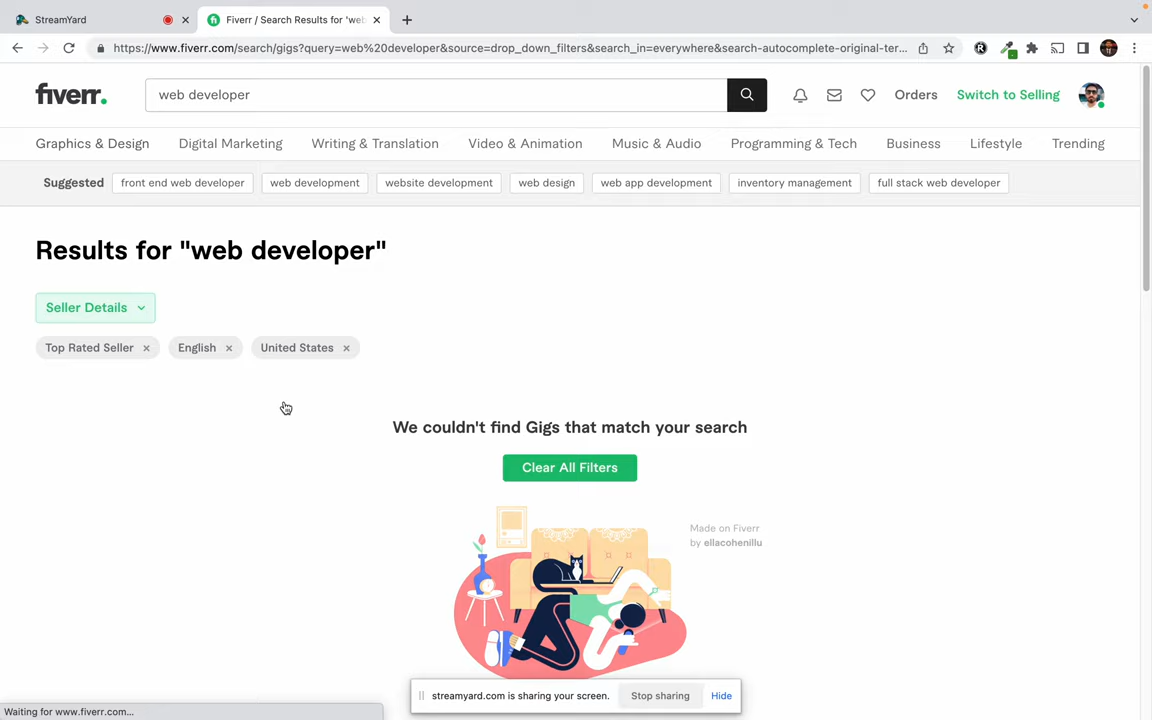 StreamYard
Fiverr / Search Results for 'web
https://www.fiverr.com/search/gigs?query=web%20developer&source=drop_down_filters&search_in=everywhere&search-autocomplete-original-ter...
fiverr.
web developer
Orders
Switch to Selling
Graphics & Design
Digital Marketing
Writing & Translation
Video & Animation
Music & Audio
Programming & Tech
Business
Lifestyle
Trending
Suggested
front end web developer
web development
website development
web design
web app development
inventory management
full stack web developer
Results for "web developer"
Seller Details
Top Rated Seller ×
English ×
United States ×
We couldn't find Gigs that match your search
Clear All Filters
Made on Fiverr
by ellacohenillu
streamyard.com is sharing your screen.
Stop sharing
Hide
Waiting for www.fiverr.com...